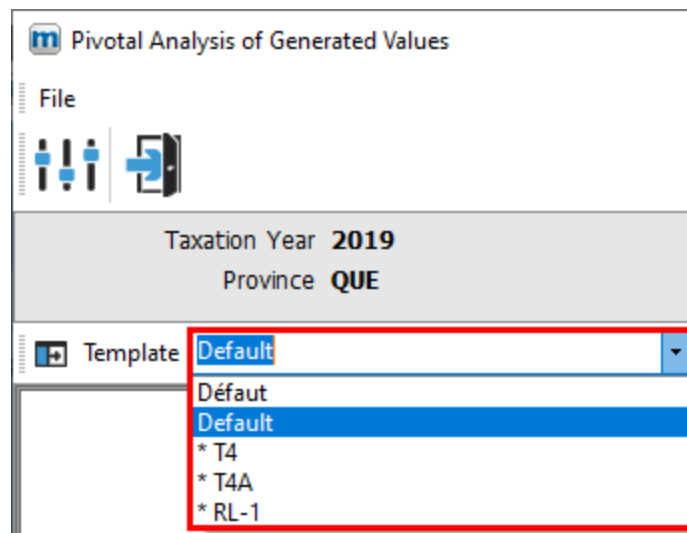 m Pivotal Analysis of Generated Values
File
Taxation Year 2019
Province QUE
Template Default
Défaut
Default
* T4
* T4A
* RL-1